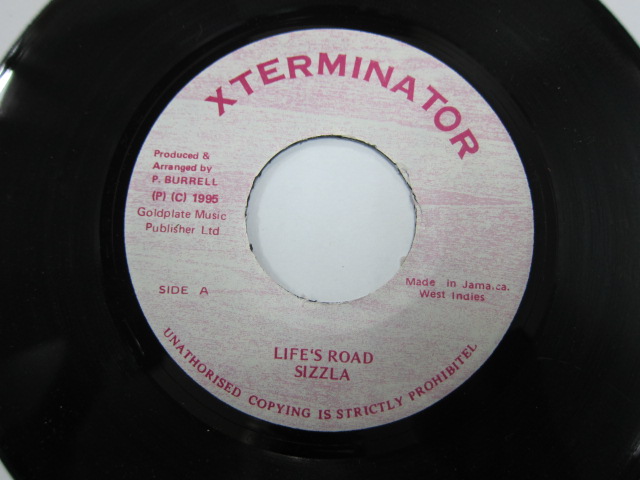 XTERMINATOR
Produced &
Arranged by
P. BURRELL
(P) (C) 1995
Goldplate Music
Publisher Ltd
SIDE A
Made in Jama.ca.
West Indies
LIFE'S ROAD
SIZZLA
UNATHORISED COPYING IS STRICTLY PROHIBITEL